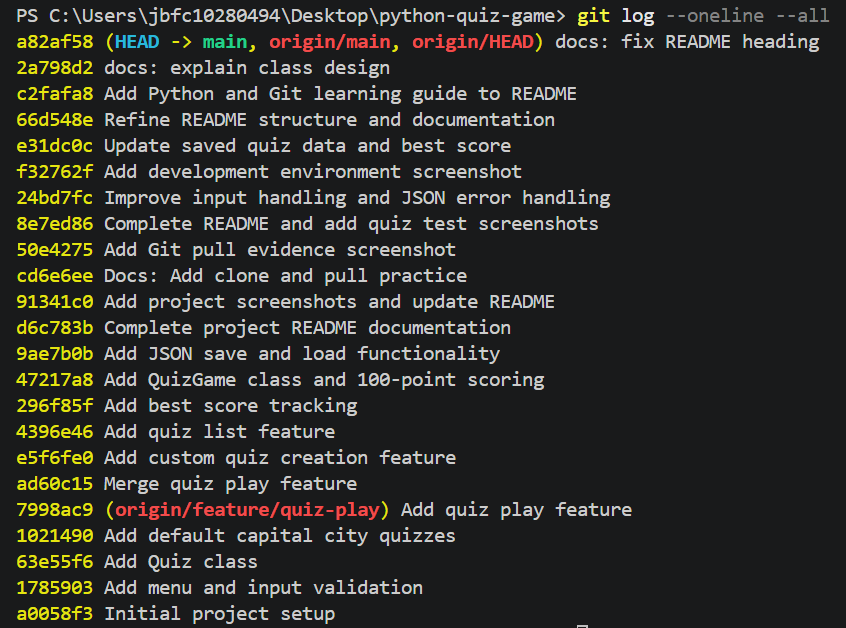 PS C:\Users\jbfc10280494\Desktop\python-quiz-game> git log --oneline --all
a82af58 (HEAD -> main, origin/main, origin/HEAD) docs: fix README heading
2a798d2 docs: explain class design
c2fafa8 Add Python and Git learning guide to README
66d548e Refine README structure and documentation
e31dc0c Update saved quiz data and best score
f32762f Add development environment screenshot
24bd7fc Improve input handling and JSON error handling
8e7ed86 Complete README and add quiz test screenshots
50e4275 Add Git pull evidence screenshot
cd6e6ee Docs: Add clone and pull practice
91341c0 Add project screenshots and update README
d6c783b Complete project README documentation
9ae7b0b Add JSON save and load functionality
47217a8 Add QuizGame class and 100-point scoring
296f85f Add best score tracking
4396e46 Add quiz list feature
e5f6fe0 Add custom quiz creation feature
ad60c15 Merge quiz play feature
7998ac9 (origin/feature/quiz-play) Add quiz play feature
1021490 Add default capital city quizzes
63e55f6 Add Quiz class
1785903 Add menu and input validation
a0058f3 Initial project setup